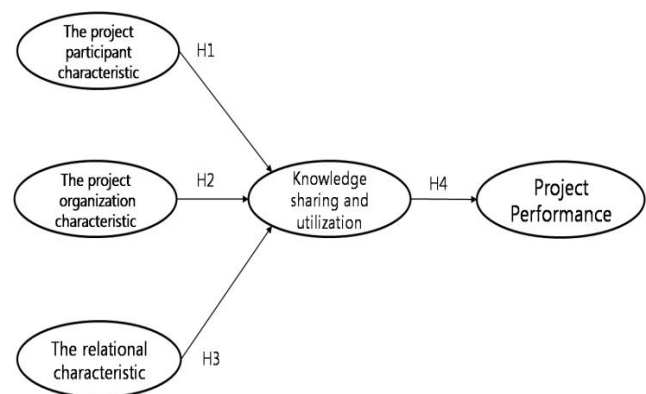 The project
participant
characteristic
H1
The project
organization
characteristic
H2
Knowledge
sharing and
utilization
H4
Project
Performance
The relational
characteristic
H3